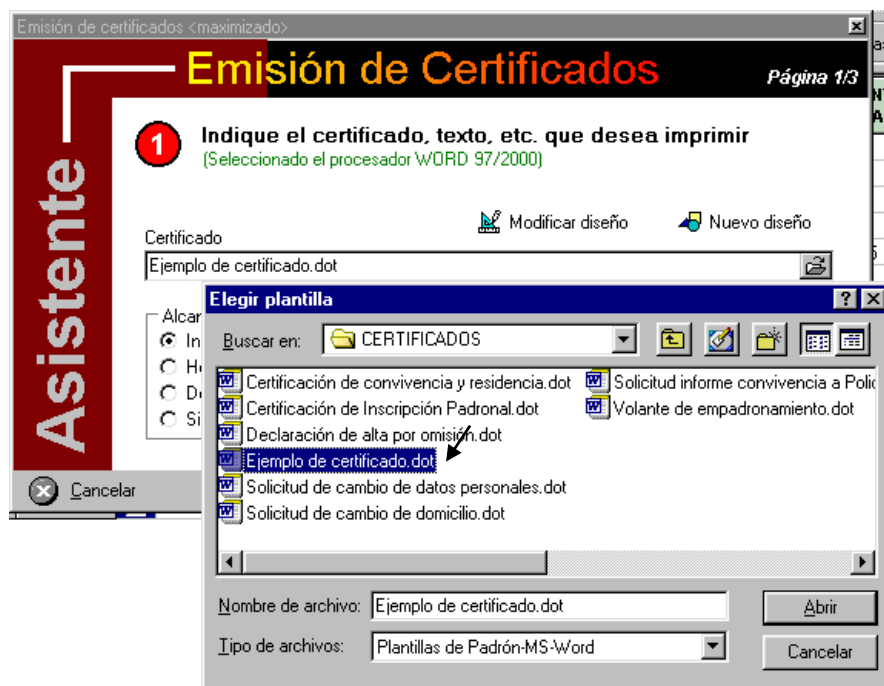 Emisión de certificados <maximizado>
Emisión de Certificados
Página 1/3
Asistente
1
Indique el certificado, texto, etc. que desea imprimir
(Seleccionado el procesador WORD 97/2000)
Modificar diseño
Nuevo diseño
Certificado
Ejemplo de certificado.dot
Alcar
In
Cancelar
Elegir plantilla
Buscar en:
CERTIFICADOS
Certificación de convivencia y residencia.dot
Certificación de Inscripción Padronal.dot
Declaración de alta por omisión.dot
Ejemplo de certificado.dot
Solicitud de cambio de datos personales.dot
Solicitud de cambio de domicilio.dot
Solicitud informe convivencia a Polic
Volante de empadronamiento.dot
Nombre de archivo:
Ejemplo de certificado.dot
Abrir
Tipo de archivos:
Plantillas de Padrón-MS-Word
Cancelar